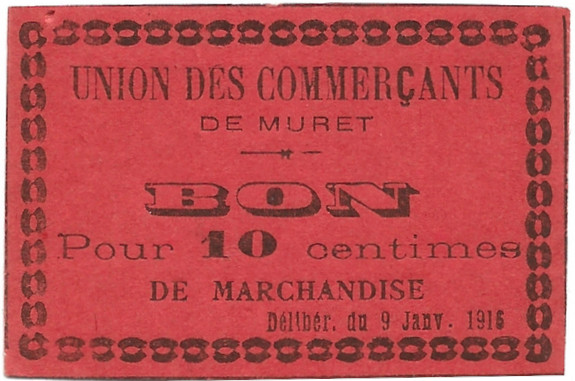 UNION DES COMMERÇANTS
DE MURET
BON
Pour 10 centimes
DE MARCHANDISE
Délibér. du 9 Janv. 1916